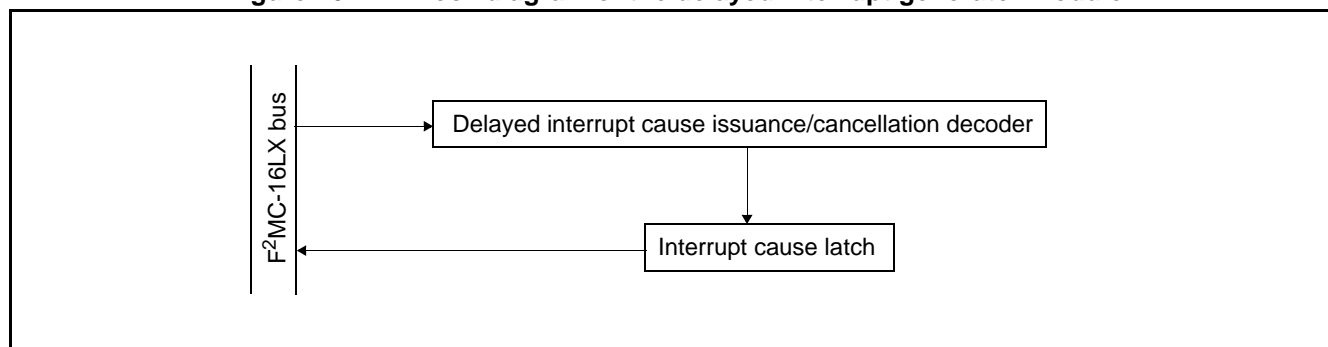 F²MC-16LX bus
Delayed interrupt cause issuance/cancellation decoder
Interrupt cause latch